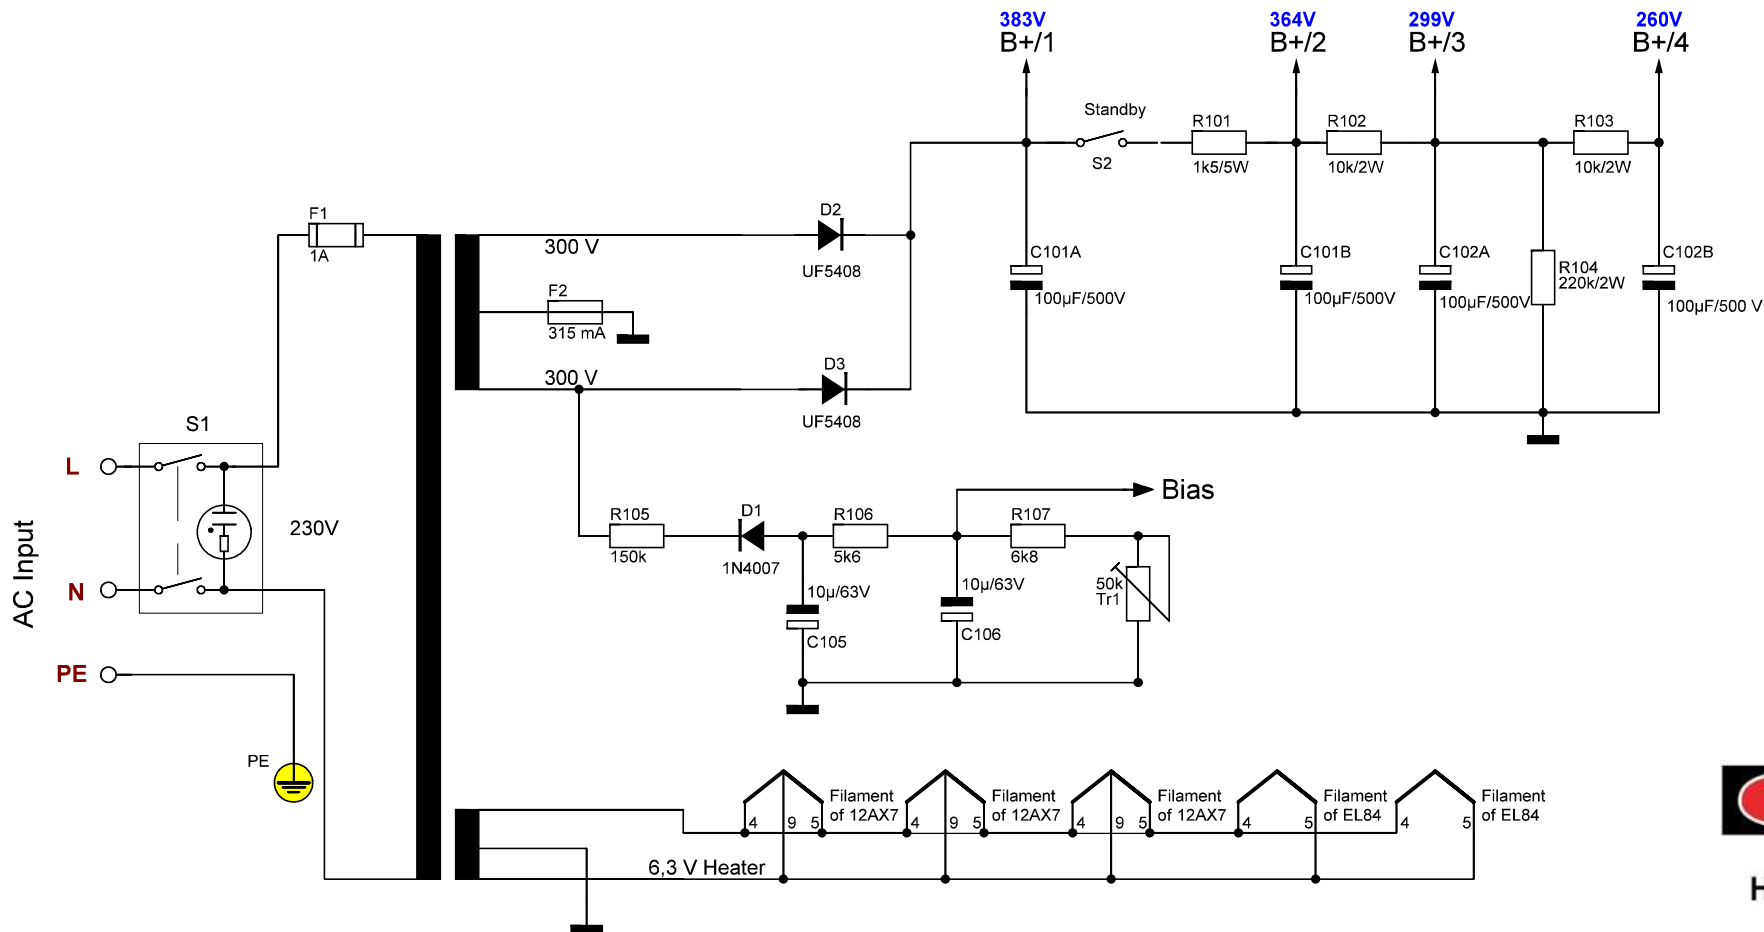 383V
B+/1
364V
B+/2
299V
B+/3
260V
B+/4
Standby
S2
R101
1k5/5W
R102
10k/2W
R103
10k/2W
F1
1A
300 V
D2
UF5408
F2
315 mA
300 V
D3
UF5408
C101A
100µF/500V
C101B
100µF/500V
C102A
100µF/500V
R104
220k/2W
C102B
100µF/500 V
S1
L
N
PE
AC Input
230V
PE
R105
150k
D1
1N4007
R106
5k6
Bias
R107
6k8
10µ/63V
C105
10µ/63V
C106
50k
Tr1
6,3 V Heater
4 9 5
Filament
of 12AX7
4 9 5
Filament
of 12AX7
4 9 5
Filament
of 12AX7
4 5
Filament
of EL84
4 5
Filament
of EL84
H